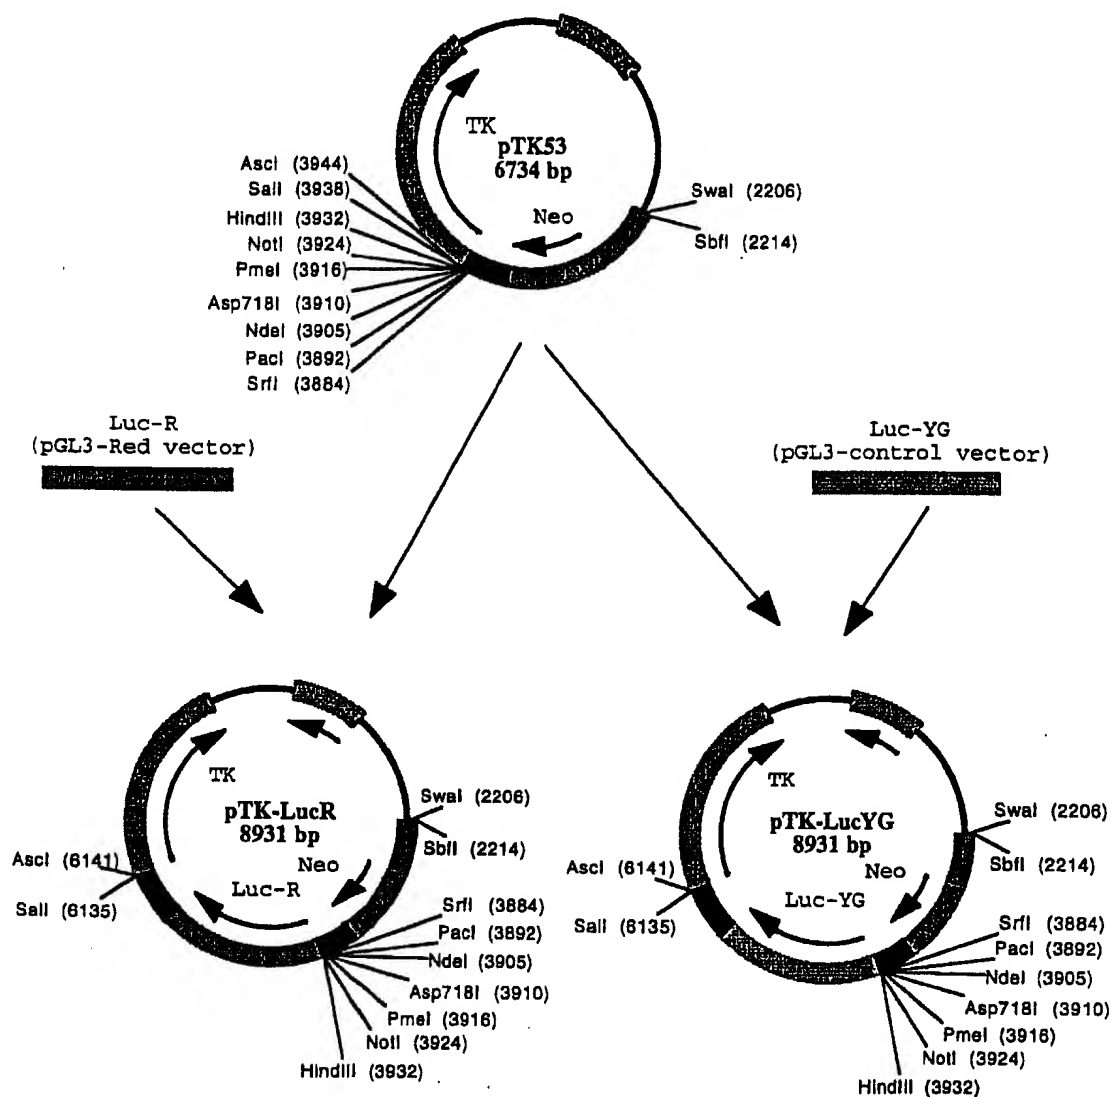 TK
pTK53
6734 bp
Neo
AscI (3944)
SalI (3938)
HindIII (3932)
NotI (3924)
PmeI (3916)
Asp718I (3910)
NdeI (3905)
PacI (3892)
SrfI (3884)
SwaI (2206)
SbfI (2214)
Luc-R
(pGL3-Red vector)
Luc-YG
(pGL3-control vector)
TK
pTK-LucR
8931 bp
Neo
Luc-R
AscI (6141)
SalI (6135)
SwaI (2206)
SbfI (2214)
SrfI (3884)
PacI (3892)
NdeI (3905)
Asp718I (3910)
PmeI (3916)
NotI (3924)
HindIII (3932)
TK
pTK-LucYG
8931 bp
Neo
Luc-YG
AscI (6141)
SalI (6135)
SwaI (2206)
SbfI (2214)
SrfI (3884)
PacI (3892)
NdeI (3905)
Asp718I (3910)
PmeI (3916)
NotI (3924)
HindIII (3932)